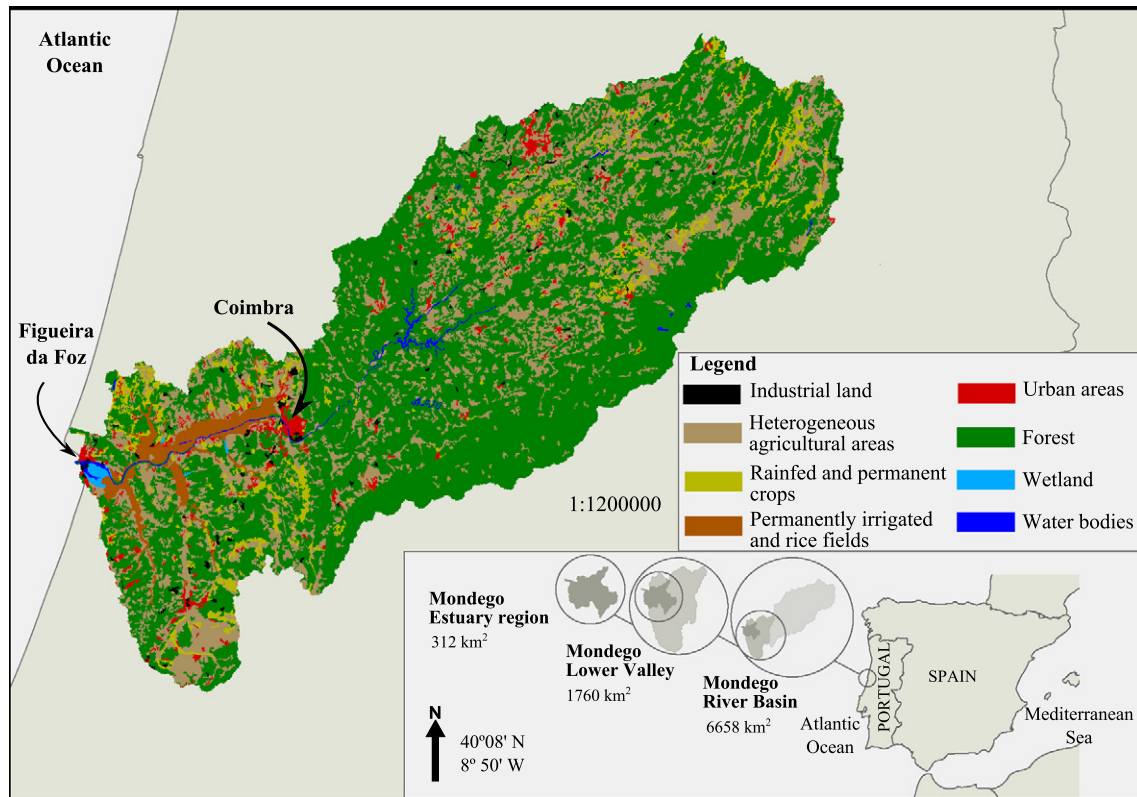 Atlantic
Ocean
Coimbra
Figueira
da Foz
Legend
Industrial land
Heterogeneous
agricultural areas
Rainfed and permanent
crops
Permanently irrigated
and rice fields
Urban areas
Forest
Wetland
Water bodies
1:1200000
Mondego
Estuary region
312 km²
Mondego
Lower Valley
1760 km²
Mondego
River Basin
6658 km²
N
40º08' N
8º 50' W
PORTUGAL
SPAIN
Atlantic
Ocean
Mediterranean
Sea